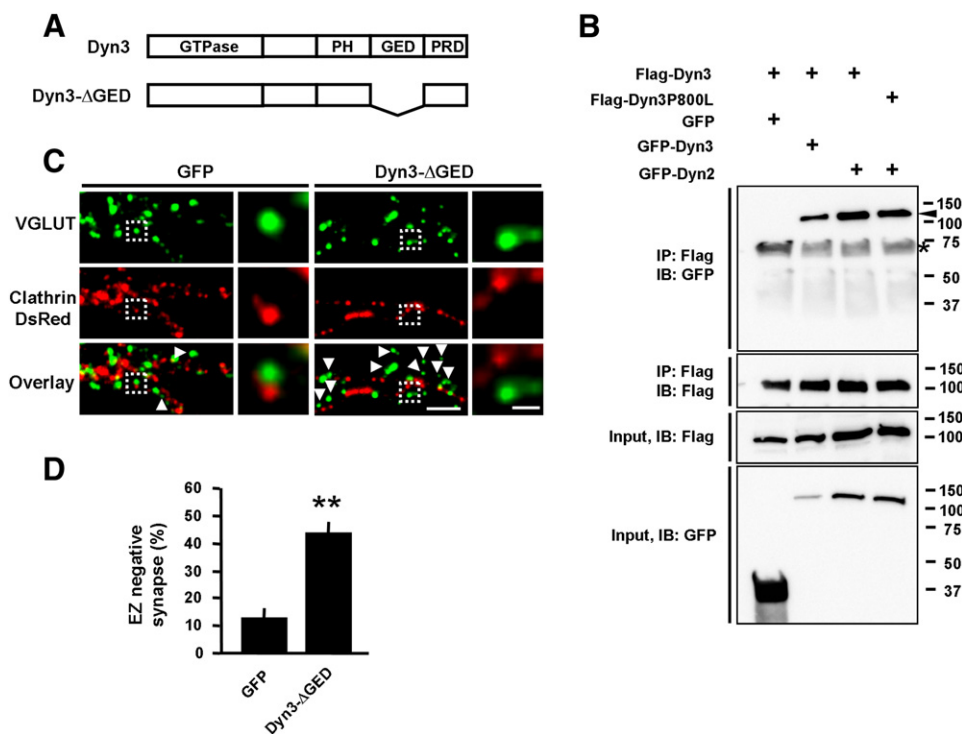 A
Dyn3
GTPase PH GED PRD
Dyn3-ΔGED
B
Flag-Dyn3 + + +
Flag-Dyn3P800L +
GFP +
GFP-Dyn3 +
GFP-Dyn2 + +
IP: Flag
IB: GFP
150
100
75
*
50
37
IP: Flag
IB: Flag
150
100
Input, IB: Flag
150
100
Input, IB: GFP
150
100
75
50
37
C
GFP Dyn3-ΔGED
VGLUT
Clathrin
DsRed
Overlay
D
EZ negative
synapse (%)
60
50
40
30
20
10
0
**
GFP
Dyn3-ΔGED